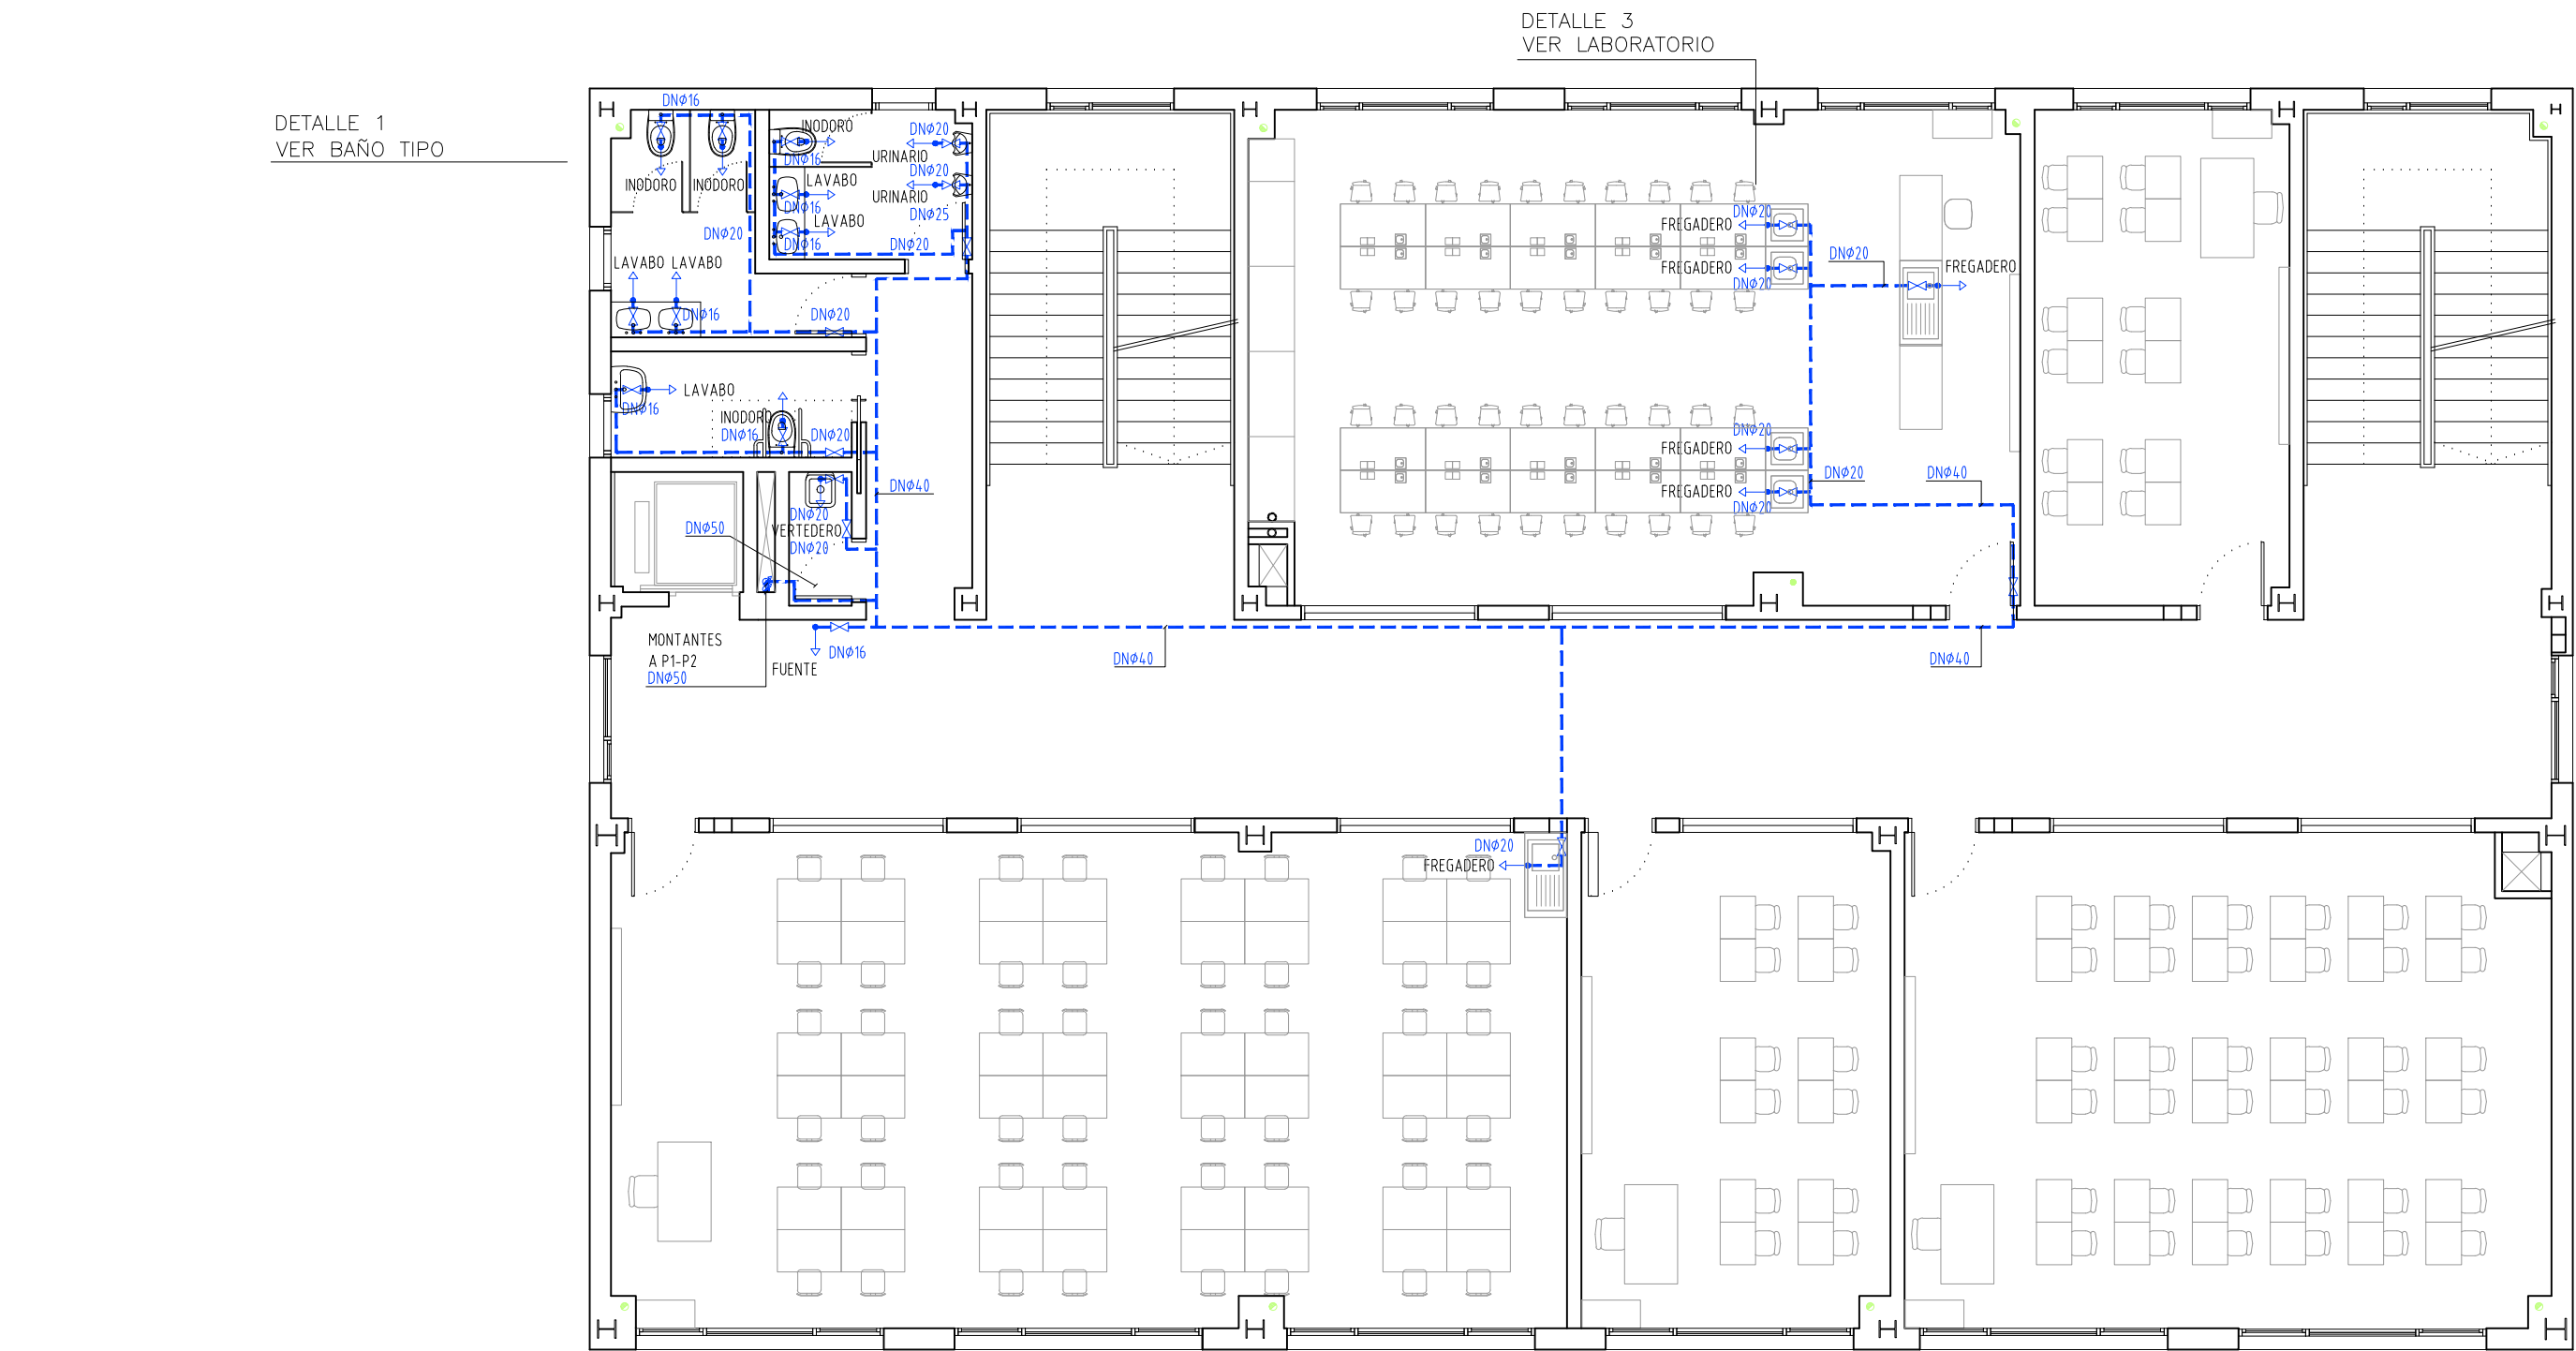 DETALLE 3
VER LABORATORIO
DETALLE 1
VER BAÑO TIPO
DNø16
INODORO
INODORO
DNø20
LAVABO
LAVABO
DNø16
INODORO
DNø16
LAVABO
DNø16
LAVABO
DNø16
DNø20
URINARIO
DNø20
URINARIO
DNø25
DNø20
DNø20
LAVABO
DNø16
INODORO
DNø16
DNø20
DNø40
DNø50
DNø20
VERTEDERO
DNø20
MONTANTES
A P1-P2
DNø50
DNø16
FUENTE
DNø40
DNø20
FREGADERO
FREGADERO
DNø20
DNø20
FREGADERO
DNø20
FREGADERO
FREGADERO
DNø20
DNø20
DNø40
DNø40
DNø20
FREGADERO